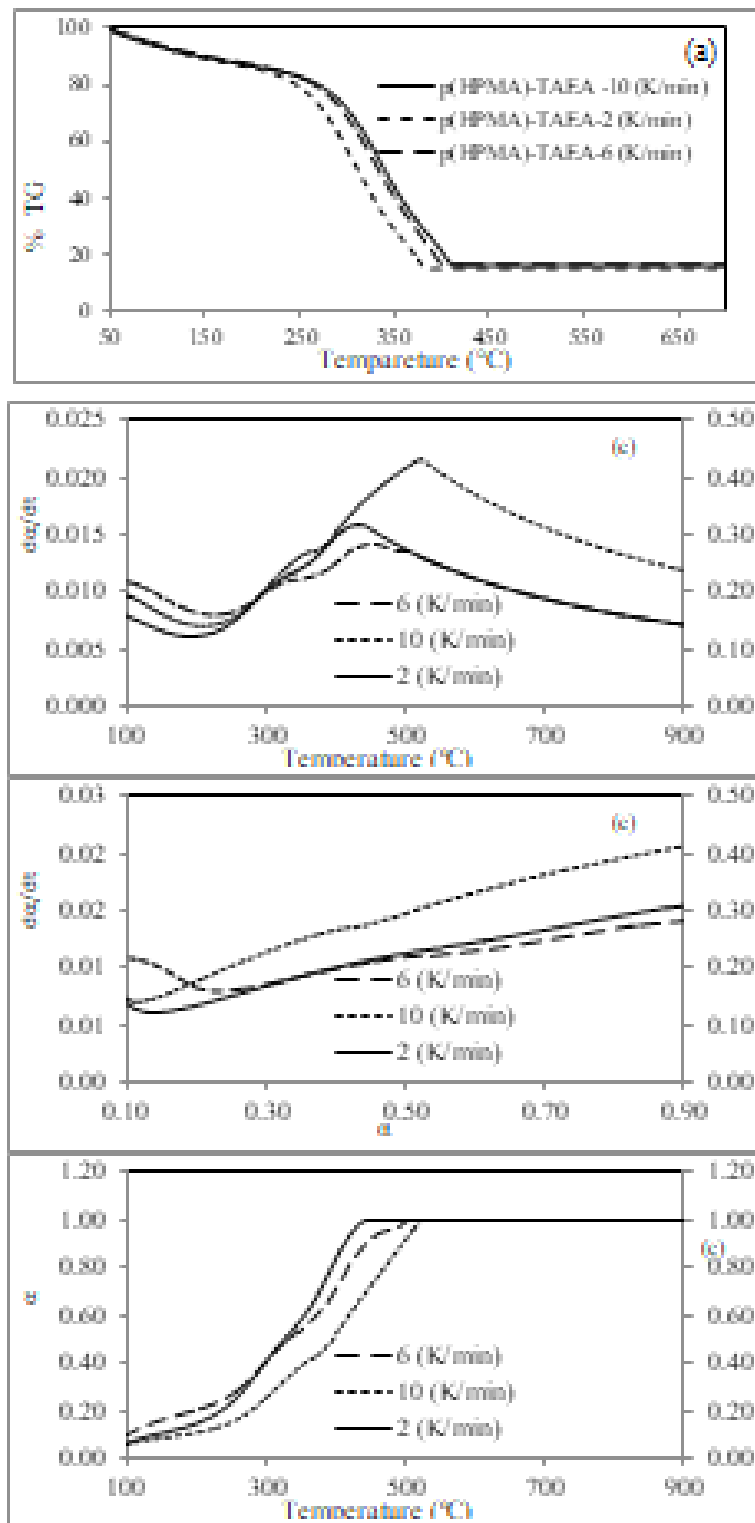 100
80
60
40
20
0
% TG
(a)
p(HPMA)-TAEA -10 (K/min)
p(HPMA)-TAEA-2 (K/min)
p(HPMA)-TAEA-6 (K/min)
50 150 250 350 450 550 650
Tempareture (°C)
0.025 0.50
0.020 0.40
0.015 0.30
0.010 0.20
0.005 0.10
0.000 0.00
dα/dt
(c)
6 (K/min)
10 (K/min)
2 (K/min)
100 300 500 700 900
Temperature (°C)
0.03 0.50
0.02 0.40
0.02 0.30
0.01 0.20
0.01 0.10
0.00 0.00
dα/dt
(c)
6 (K/min)
10 (K/min)
2 (K/min)
0.10 0.30 0.50 0.70 0.90
α
1.20 1.20
1.00 1.00
0.80 0.80
0.60 0.60
0.40 0.40
0.20 0.20
0.00 0.00
α
(c)
6 (K/min)
10 (K/min)
2 (K/min)
100 300 500 700 900
Temperature (°C)